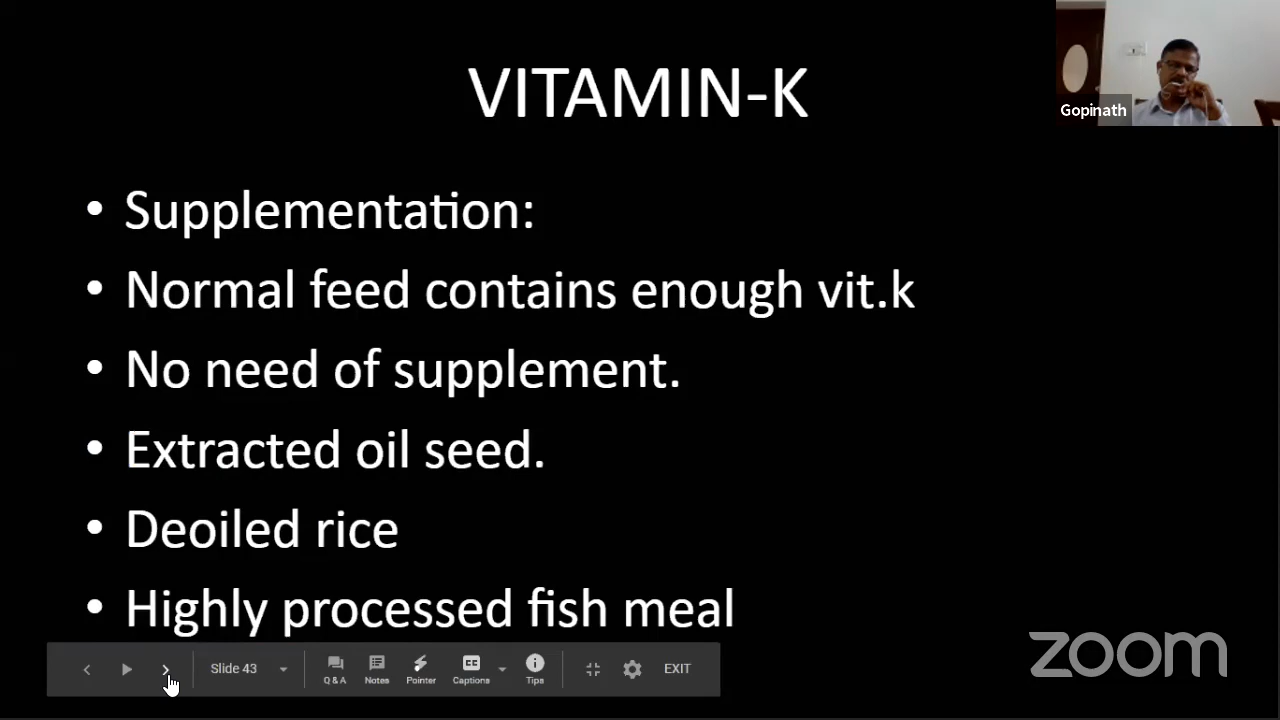 VITAMIN-K
Gopinath
• Supplementation:
• Normal feed contains enough vit.k
• No need of supplement.
• Extracted oil seed.
• Deoiled rice
• Highly processed fish meal
Slide 43
Q & A
Notes
Pointer
Captions
Tips
EXIT
zoom